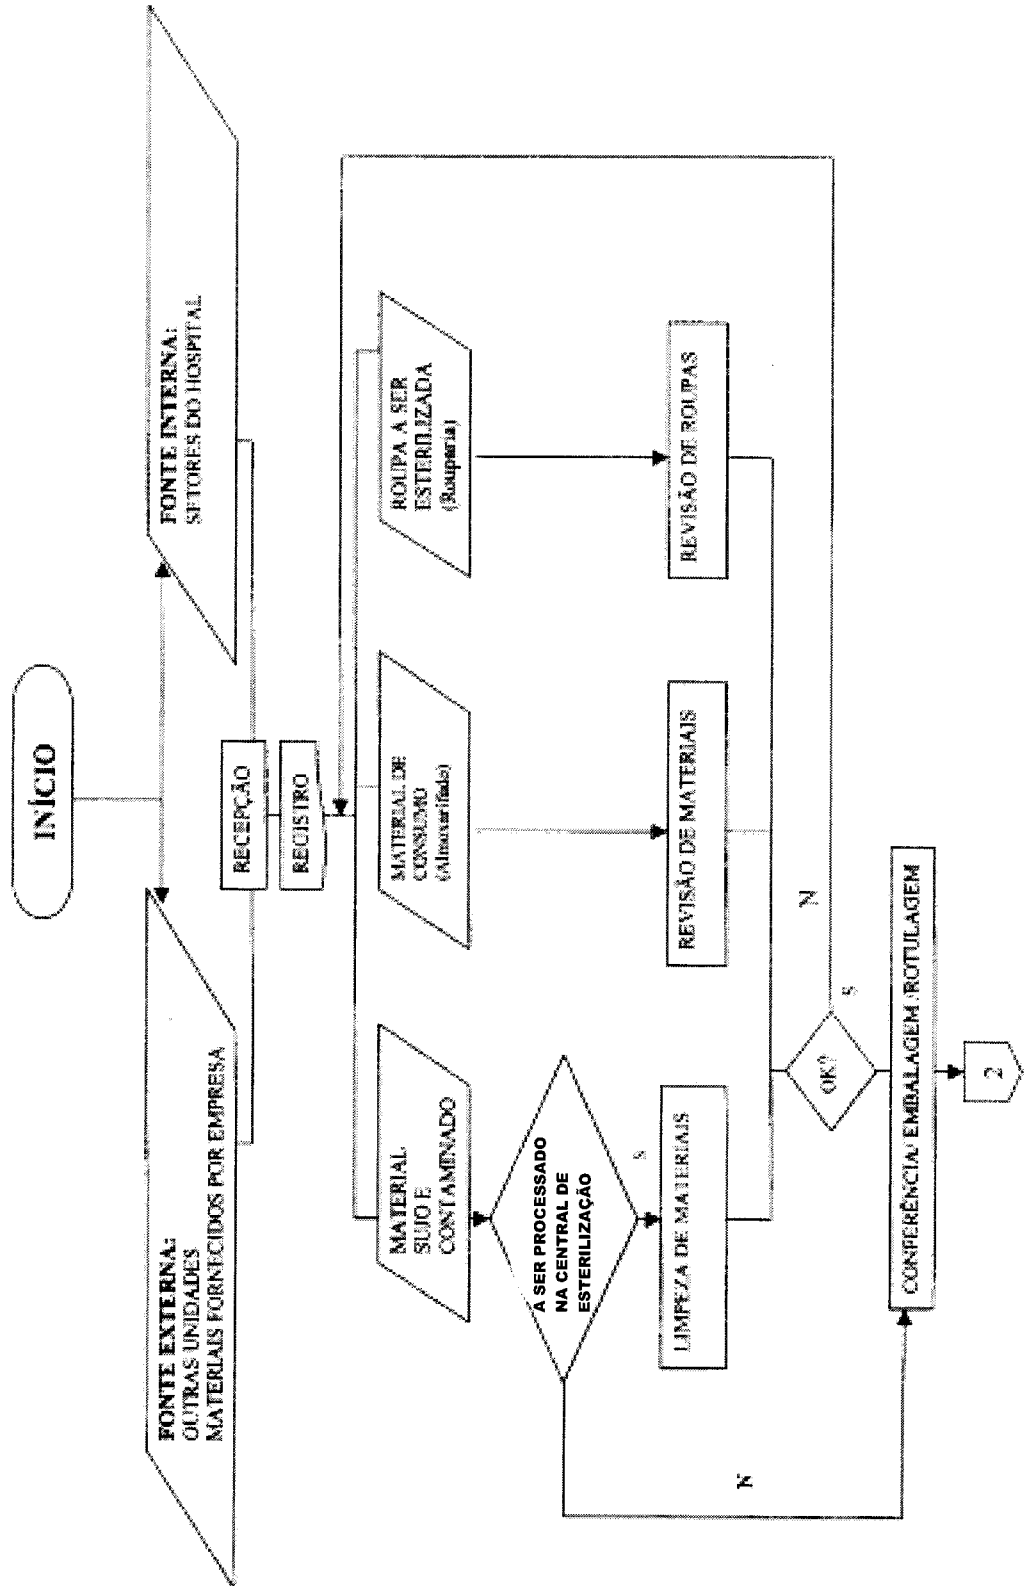 INÍCIO
FONTE EXTERNA:
OUTRAS UNIDADES
MATERIAIS FORNECIDOS POR EMPRESA
FONTE INTERNA:
SETORES DO HOSPITAL
RECEPÇÃO
REGISTRO
MATERIAL
SUJO E
CONTAMINADO
MATERIAL DE
CONSUMO
(Almoxarifado)
ROUPA A SER
ESTERILIZADA
(Rouparia)
A SER PROCESSADO
NA CENTRAL DE
ESTERILIZAÇÃO
S
N
LIMPEZA DE MATERIAIS
REVISÃO DE MATERIAIS
REVISÃO DE ROUPAS
OK?
N
S
CONFERÊNCIA/ EMBALAGEM /ROTULAGEM
2